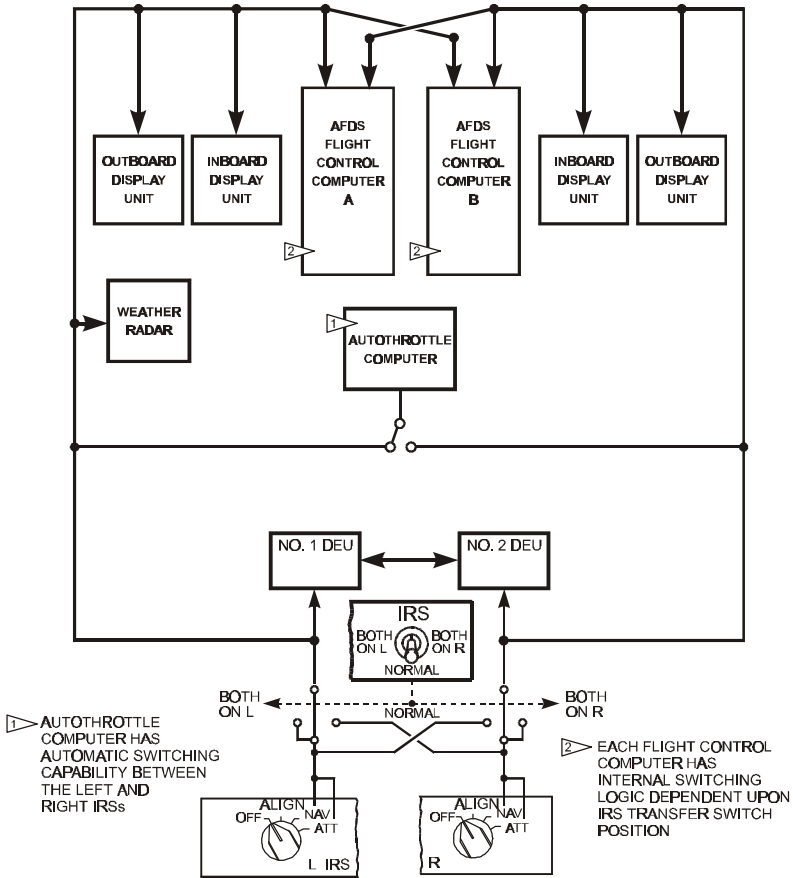 AFDS
FLIGHT
CONTROL
COMPUTER
A
AFDS
FLIGHT
CONTROL
COMPUTER
B
OUTBOARD
DISPLAY
UNIT
INBOARD
DISPLAY
UNIT
INBOARD
DISPLAY
UNIT
OUTBOARD
DISPLAY
UNIT
2
2
WEATHER
RADAR
1
AUTOTHROTTLE
COMPUTER
NO. 1 DEU
NO. 2 DEU
IRS
BOTH
ON L
BOTH
ON R
NORMAL
BOTH
ON L
NORMAL
BOTH
ON R
1
AUTOTHROTTLE
COMPUTER HAS
AUTOMATIC SWITCHING
CAPABILITY BETWEEN
THE LEFT AND
RIGHT IRSs
2
EACH FLIGHT CONTROL
COMPUTER HAS
INTERNAL SWITCHING
LOGIC DEPENDENT UPON
IRS TRANSFER SWITCH
POSITION
OFF
ALIGN
NAV
ATT
L IRS
OFF
ALIGN
NAV
ATT
R